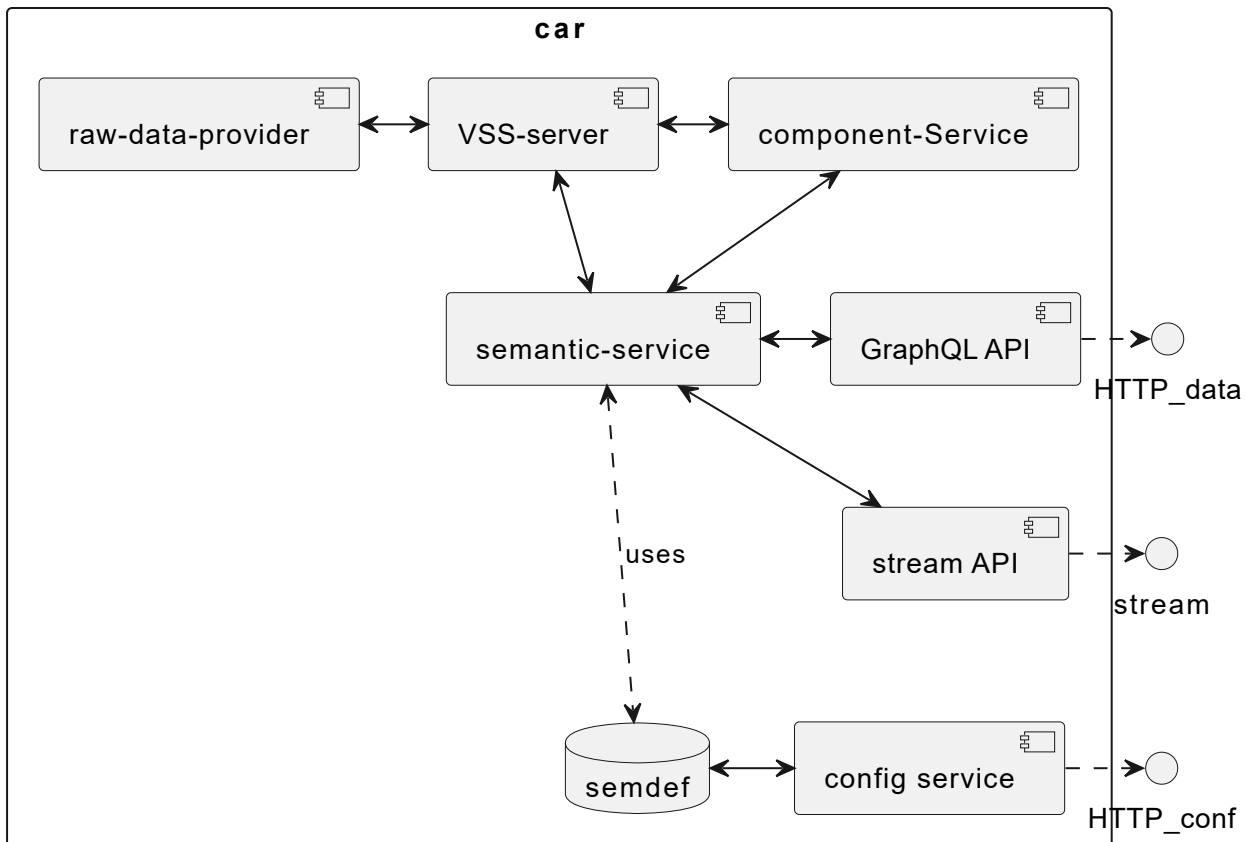 car
raw-data-provider
VSS-server
component-Service
semantic-service
GraphQL API
HTTP_data
stream API
uses
stream
semdef
config service
HTTP_conf